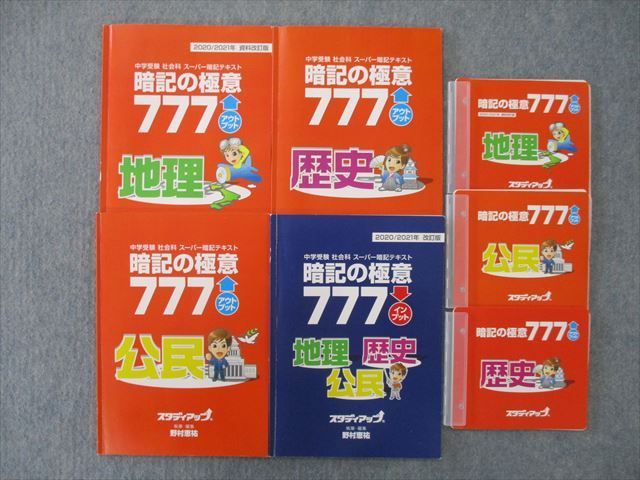 2020/2021年 資料改訂版
中学受験 社会科 スーパー暗記テキスト
暗記の極意
777
アウトプット
地理
中学受験 社会科 スーパー暗記テキスト
暗記の極意
777
アウトプット
歴史
中学受験 社会科 スーパー暗記テキスト
暗記の極意
777
アウトプット
公民
スタディアップ
執筆・編集
野村恵祐
2020/2021年 改訂版
中学受験 社会科 スーパー暗記テキスト
暗記の極意
777
インプット
地理 歴史
公民
スタディアップ
執筆・編集
野村恵祐
暗記の極意777
地理
スタディアップ
暗記の極意777
公民
スタディアップ
暗記の極意777
歴史
スタディアップ